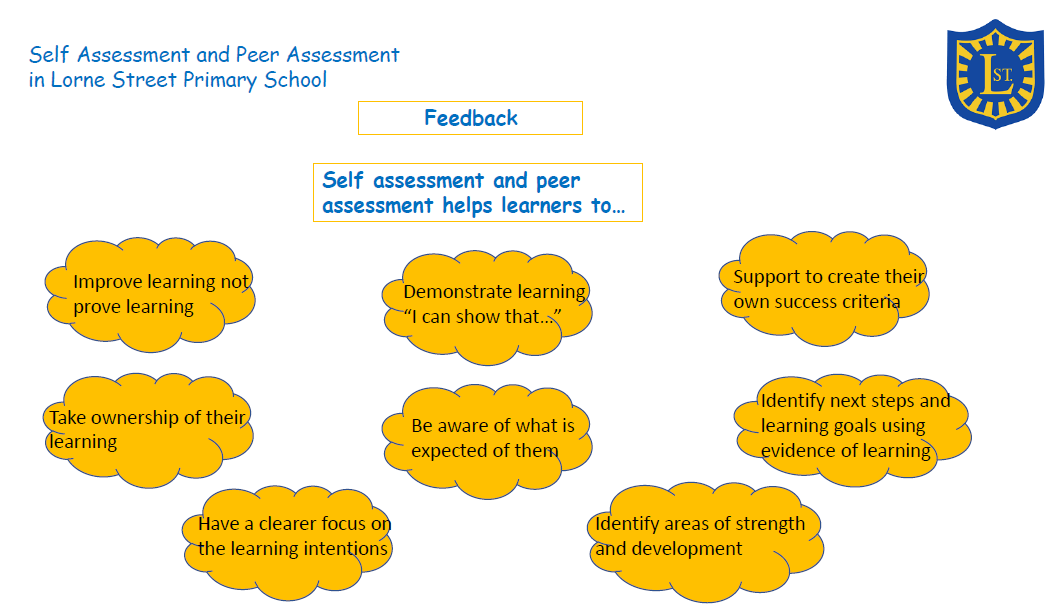 Self Assessment and Peer Assessment
in Lorne Street Primary School
L ST.
Feedback
Self assessment and peer
assessment helps learners to…
Improve learning not
prove learning
Demonstrate learning
“I can show that…”
Support to create their
own success criteria
Take ownership of their
learning
Be aware of what is
expected of them
Identify next steps and
learning goals using
evidence of learning
Have a clearer focus on
the learning intentions
Identify areas of strength
and development